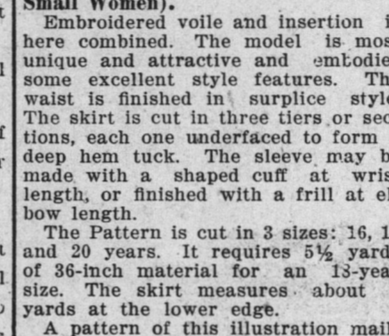 Small Women).
Embroidered voile and insertion
here combined. The model is mos
unique and attractive and embodie
some excellent style features. Th
waist is finished in surplice style
The skirt is cut in three tiers or sec
tions, each one underfaced to form
deep hem tuck. The sleeve may b
made with a shaped cuff at wris
length, or finished with a frill at el
bow length.
The Pattern is cut in 3 sizes: 16, 1
and 20 years. It requires 5½ yard
of 36-inch material for an 18-yea
size. The skirt measures about
yards at the lower edge.
A pattern of this illustration mail